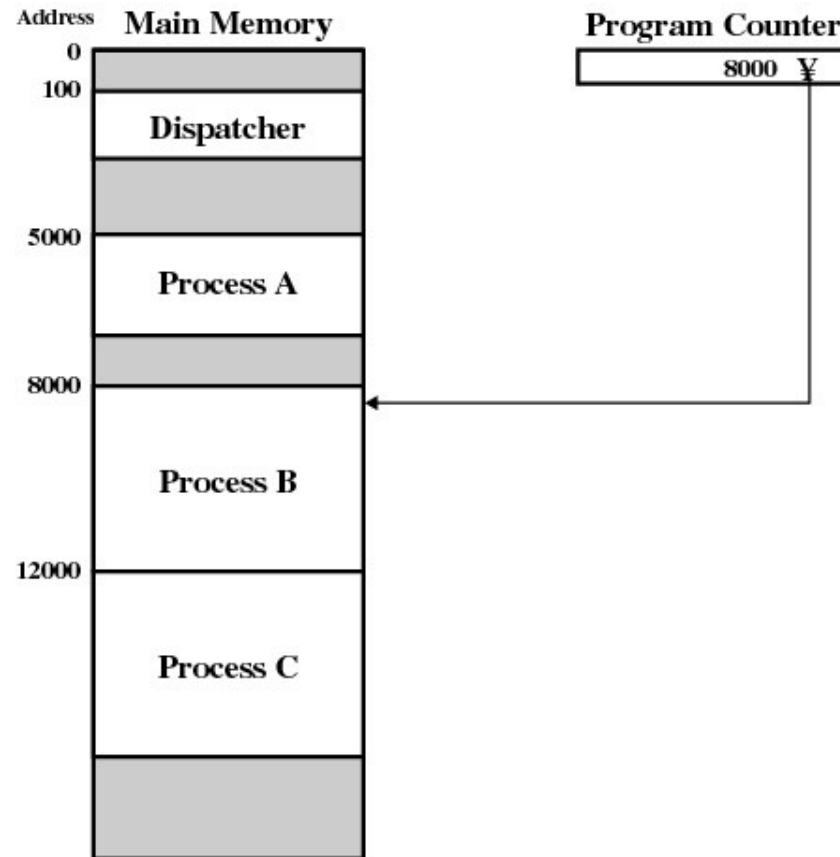 Address
Main Memory
Program Counter
0
8000 ¥
100
Dispatcher
5000
Process A
8000
Process B
12000
Process C